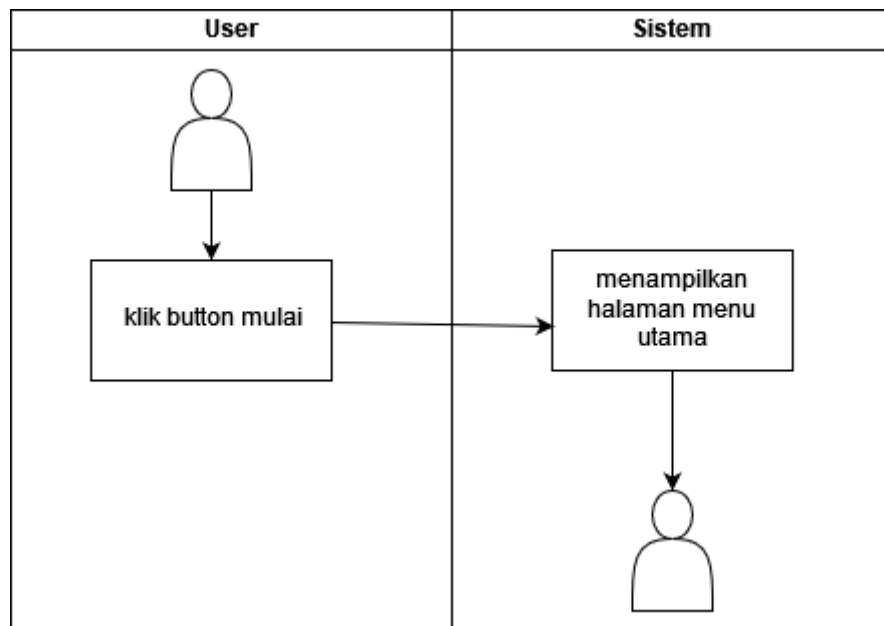 User
Sistem
klik button mulai
menampilkan
halaman menu
utama